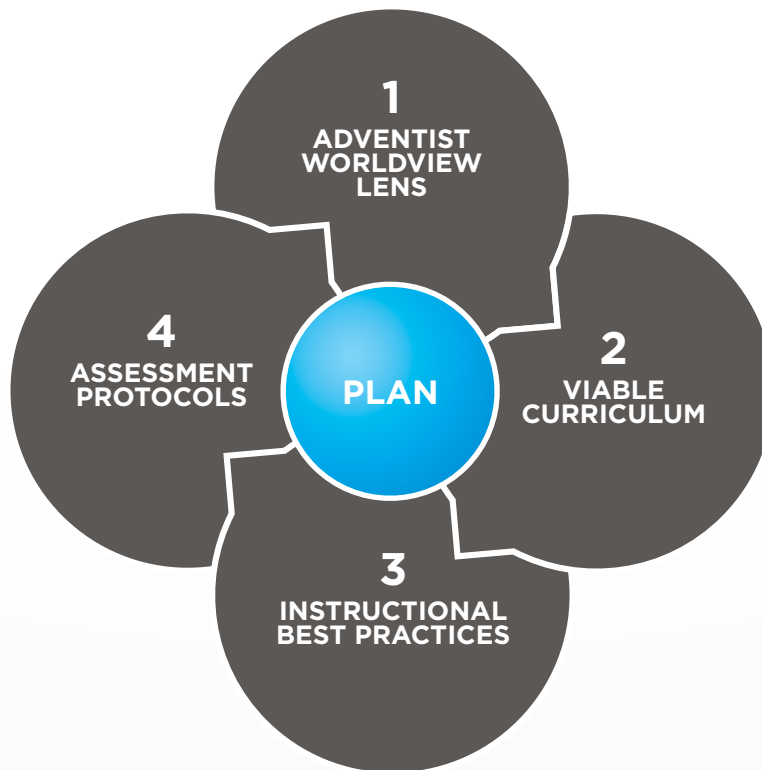 1
ADVENTIST
WORLDVIEW
LENS
4
ASSESSMENT
PROTOCOLS
PLAN
2
VIABLE
CURRICULUM
3
INSTRUCTIONAL
BEST PRACTICES